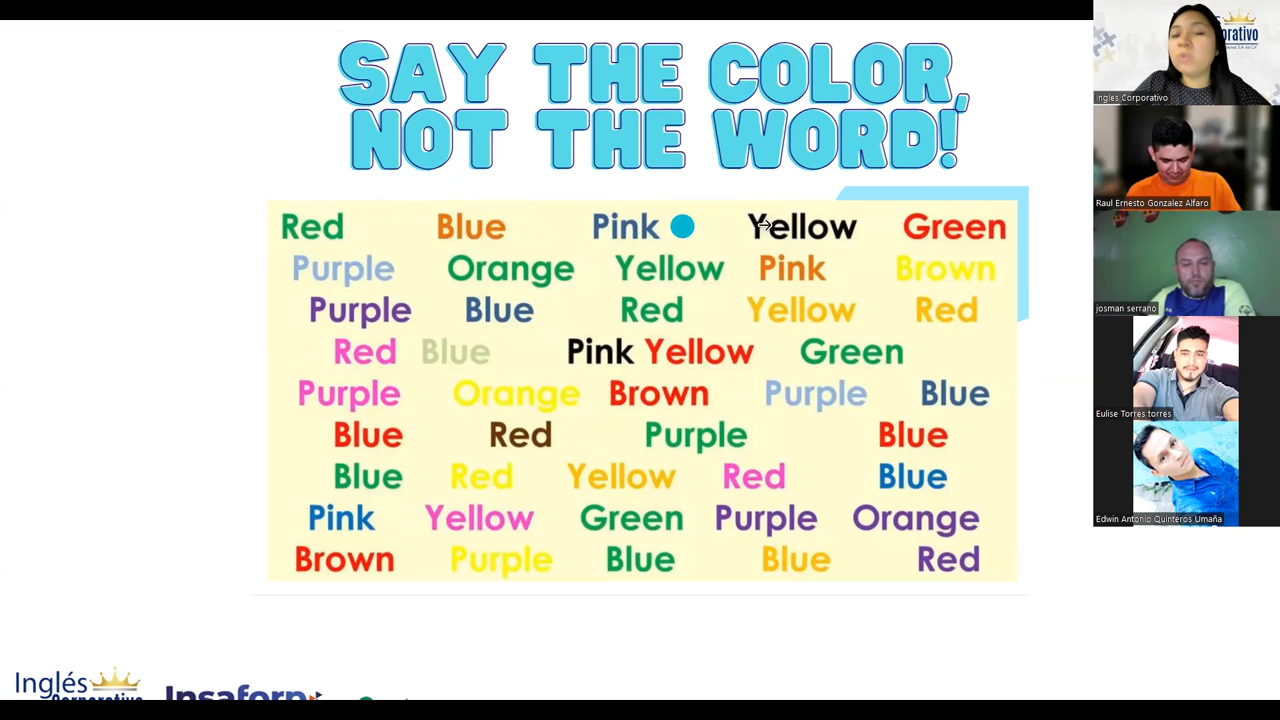 SAY THE COLOR,
NOT THE WORD!
Red Blue Pink Yellow Green
Purple Orange Yellow Pink Brown
Purple Blue Red Yellow Red
Red Blue Pink Yellow Green
Purple Orange Brown Purple Blue
Blue Red Purple Blue
Blue Red Yellow Red Blue
Pink Yellow Green Purple Orange
Brown Purple Blue Blue Red
Inglés
Corporativo
Insaforp
Ingles Corporativo
Raul Ernesto Gonzalez Alfaro
josman serrano
Eulise Torres torres
Edwin Antonio Quinteros Umaña